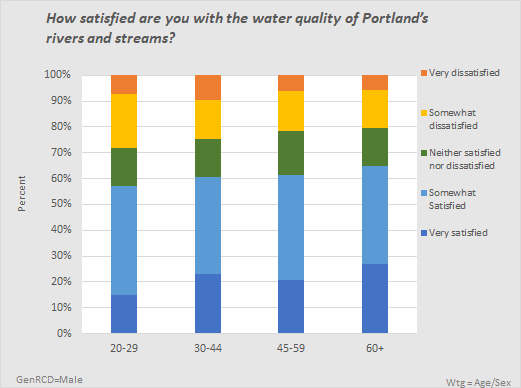 How satisfied are you with the water quality of Portland's
rivers and streams?
100%
90%
80%
70%
60%
50%
40%
30%
20%
10%
0%
Percent
20-29
30-44
45-59
60+
Very dissatisfied
Somewhat
dissatisfied
Neither satisfied
nor dissatisfied
Somewhat
Satisfied
Very satisfied
GenRCD=Male
Wtg = Age/Sex